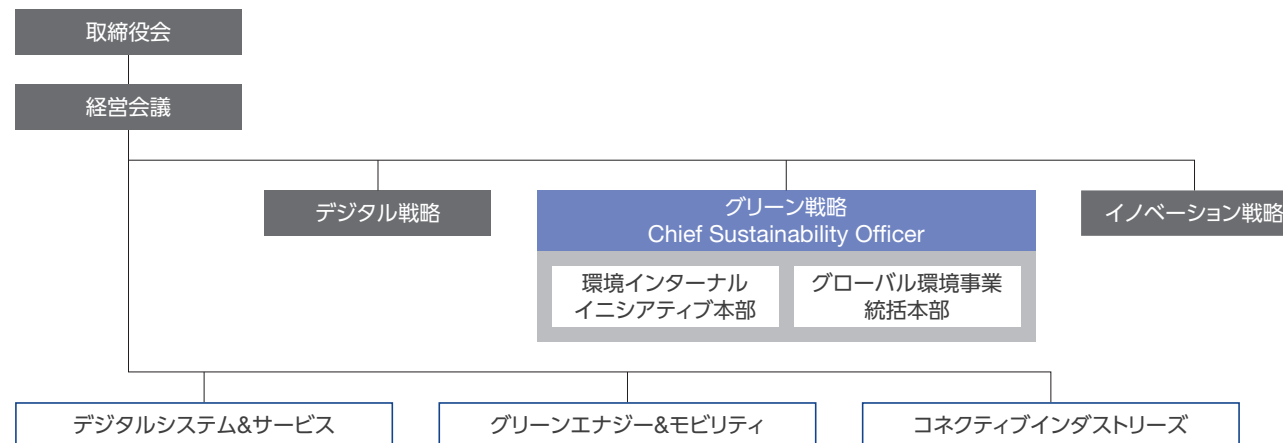 取締役会
経営会議
デジタル戦略
グリーン戦略
Chief Sustainability Officer
イノベーション戦略
環境インターナル
イニシアティブ本部
グローバル環境事業
統括本部
デジタルシステム&サービス
グリーンエナジー&モビリティ
コネクティブインダストリーズ